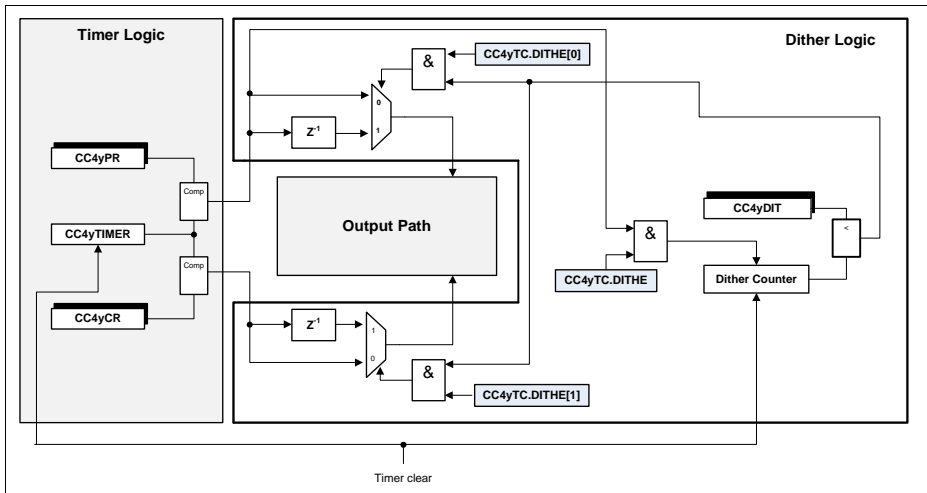 Timer Logic
Dither Logic
CC4yTC.DITHE[0]
&
0
1
Z-1
CC4yPR
Comp
CC4yDIT
Output Path
CC4yTIMER
&
<
Comp
CC4yTC.DITHE
Dither Counter
CC4yCR
Z-1
1
0
&
CC4yTC.DITHE[1]
Timer clear